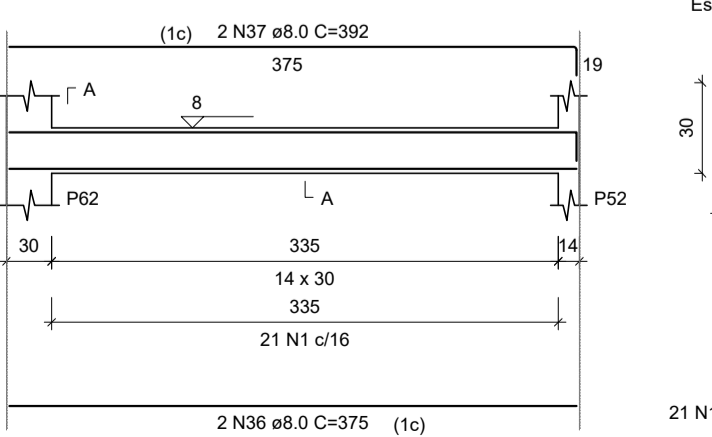 Es
(1c) 2 N37 ø8.0 C=392
375
19
A
8
30
P62
A
P52
30
335
14
14 x 30
335
21 N1 c/16
21 N1
2 N36 ø8.0 C=375 (1c)